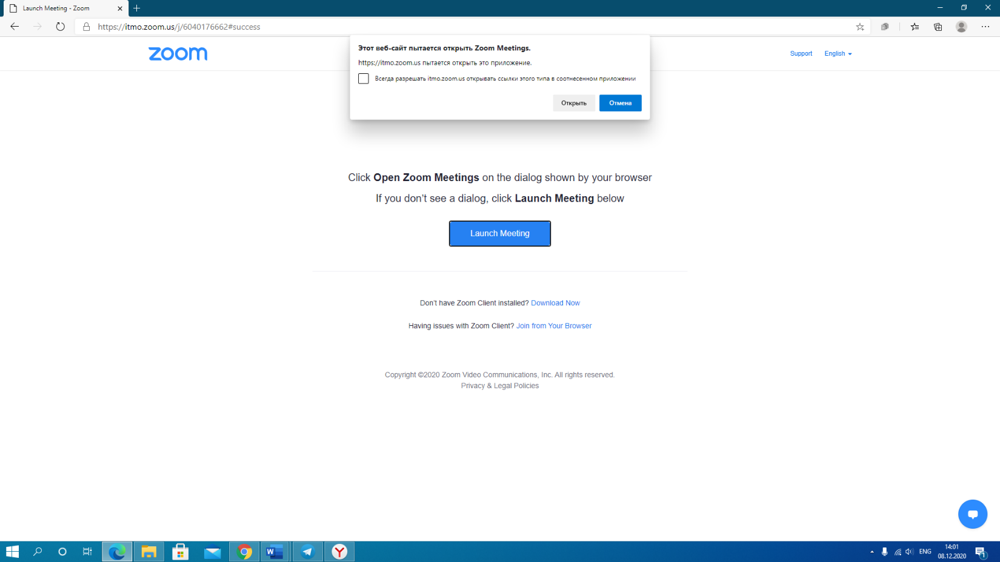 Launch Meeting - Zoom
https://itmo.zoom.us/j/6040176662#success
Этот веб-сайт пытается открыть Zoom Meetings.
https://itmo.zoom.us пытается открыть это приложение.
Всегда разрешать itmo.zoom.us открывать ссылки этого типа в соотнесенном приложении
Открыть
Отмена
zoom
Support
English
Click Open Zoom Meetings on the dialog shown by your browser
If you don’t see a dialog, click Launch Meeting below
Launch Meeting
Don’t have Zoom Client installed? Download Now
Having issues with Zoom Client? Join from Your Browser
Copyright ©2020 Zoom Video Communications, Inc. All rights reserved.
Privacy & Legal Policies
W
Y
ENG
14:01
08.12.2020
1